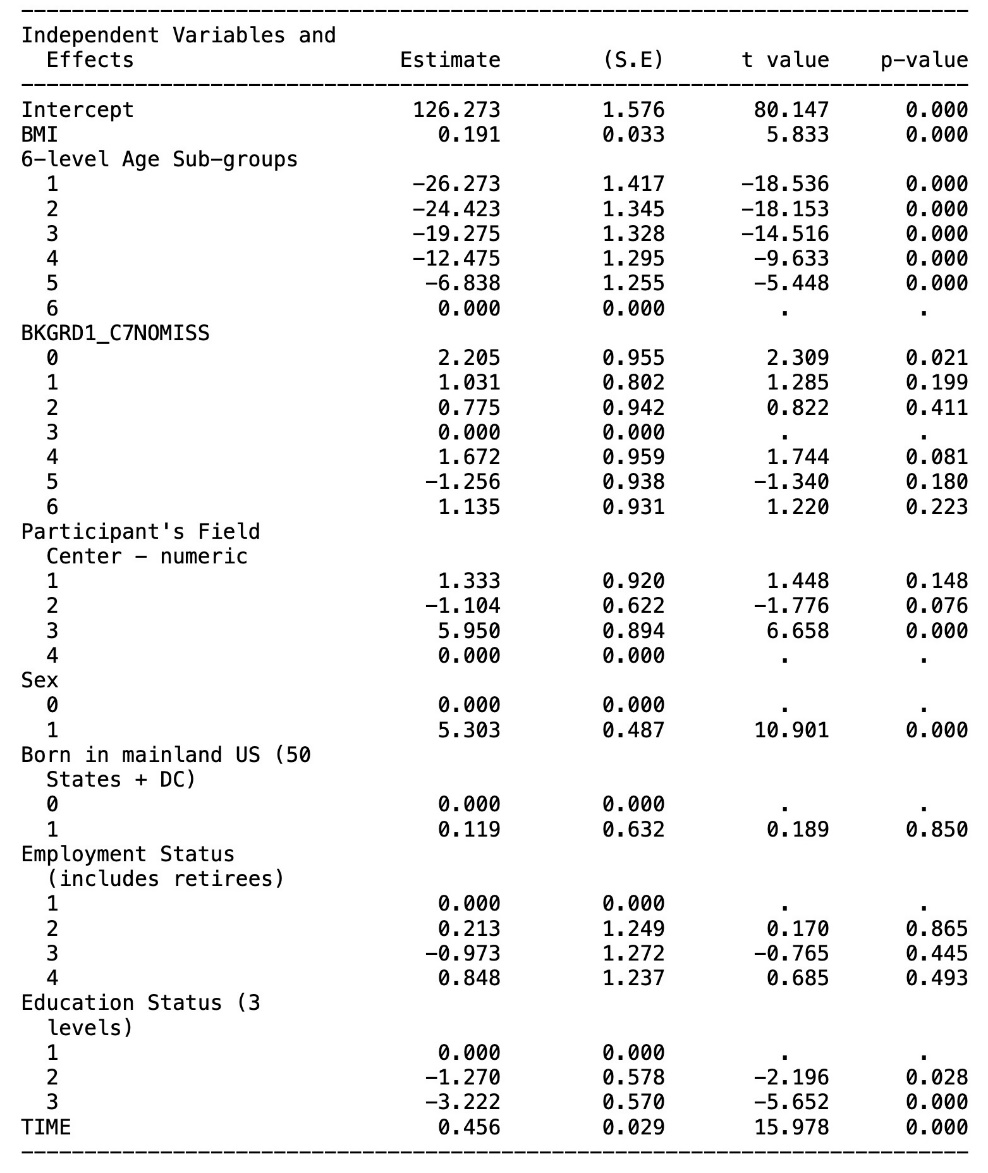 Independent Variables and
Effects Estimate (S.E) t value p-value
Intercept 126.273 1.576 80.147 0.000
BMI 0.191 0.033 5.833 0.000
6-level Age Sub-groups
1 -26.273 1.417 -18.536 0.000
2 -24.423 1.345 -18.153 0.000
3 -19.275 1.328 -14.516 0.000
4 -12.475 1.295 -9.633 0.000
5 -6.838 1.255 -5.448 0.000
6 0.000 0.000 . .
BKGRD1_C7NOMISS
0 2.205 0.955 2.309 0.021
1 1.031 0.802 1.285 0.199
2 0.775 0.942 0.822 0.411
3 0.000 0.000 . .
4 1.672 0.959 1.744 0.081
5 -1.256 0.938 -1.340 0.180
6 1.135 0.931 1.220 0.223
Participant's Field
Center - numeric
1 1.333 0.920 1.448 0.148
2 -1.104 0.622 -1.776 0.076
3 5.950 0.894 6.658 0.000
4 0.000 0.000 . .
Sex
0 0.000 0.000 . .
1 5.303 0.487 10.901 0.000
Born in mainland US (50
States + DC)
0 0.000 0.000 . .
1 0.119 0.632 0.189 0.850
Employment Status
(includes retirees)
1 0.000 0.000 . .
2 0.213 1.249 0.170 0.865
3 -0.973 1.272 -0.765 0.445
4 0.848 1.237 0.685 0.493
Education Status (3
levels)
1 0.000 0.000 . .
2 -1.270 0.578 -2.196 0.028
3 -3.222 0.570 -5.652 0.000
TIME 0.456 0.029 15.978 0.000